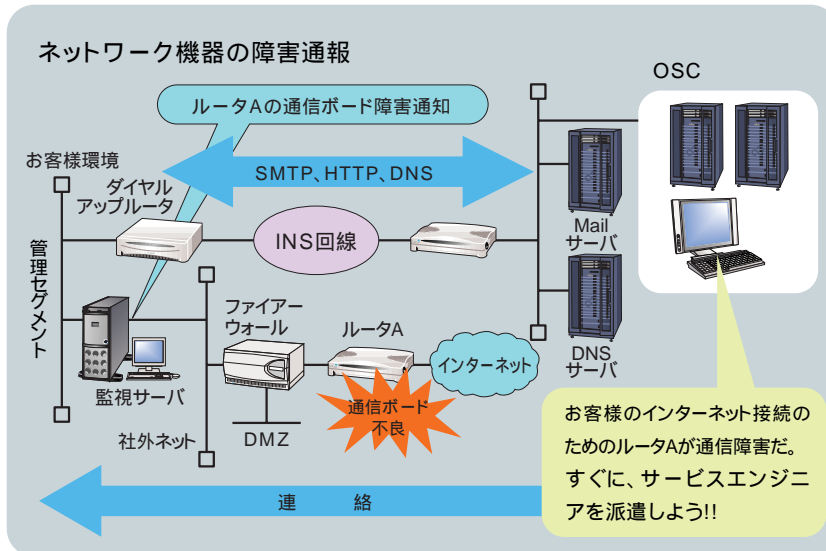 ネットワーク機器の障害通報
OSC
ルータAの通信ボード障害通知
お客様環境
SMTP、HTTP、DNS
ダイヤル
アップルータ
INS回線
Mail
サーバ
管理セグメント
ファイアー
ウォール
ルータA
インターネット
DNS
サーバ
監視サーバ
通信ボード
不良
社外ネット
DMZ
お客様のインターネット接続の
ためのルータAが通信障害だ。
すぐに、サービスエンジニ
アを派遣しよう!!
連　絡